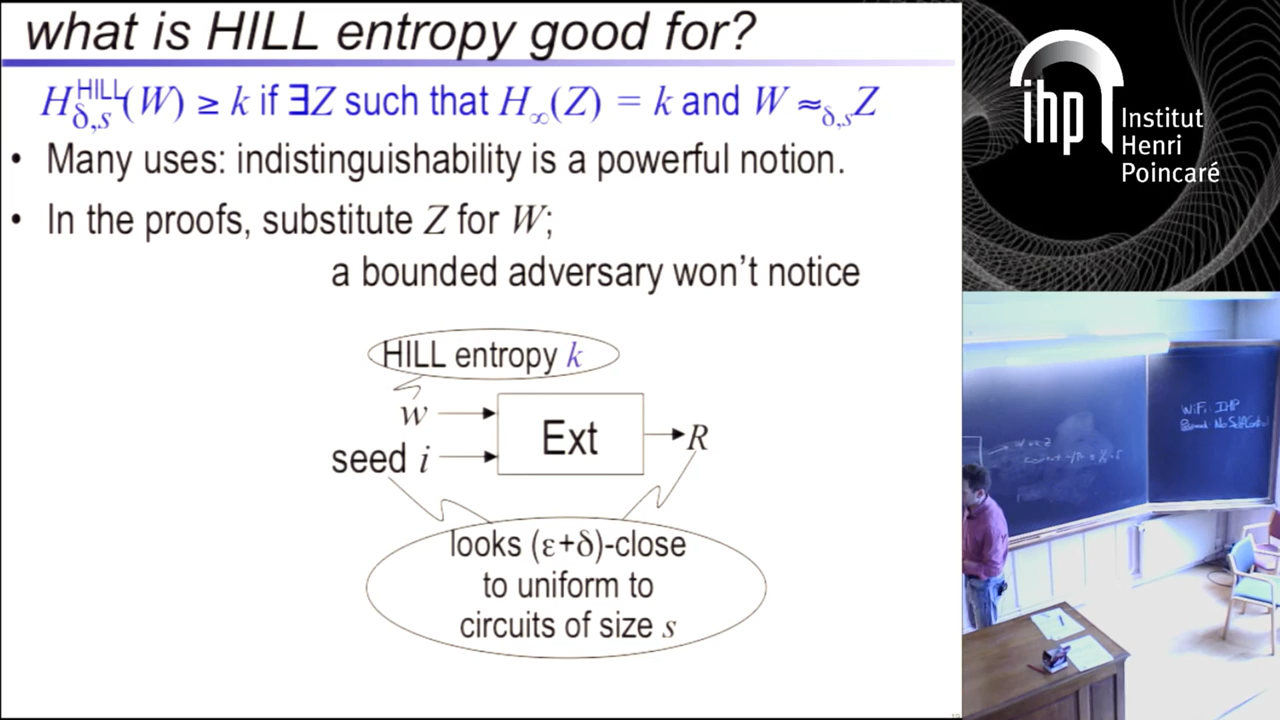 what is HILL entropy good for?
H^HILL_δ,s(W) ≥ k if ∃Z such that H_∞(Z) = k and W ≈_δ,s Z
• Many uses: indistinguishability is a powerful notion.
• In the proofs, substitute Z for W;
a bounded adversary won't notice
HILL entropy k
w
seed i
Ext
R
looks (ε+δ)-close
to uniform to
circuits of size s
ihp
Institut
Henri
Poincaré
WiFi IHP